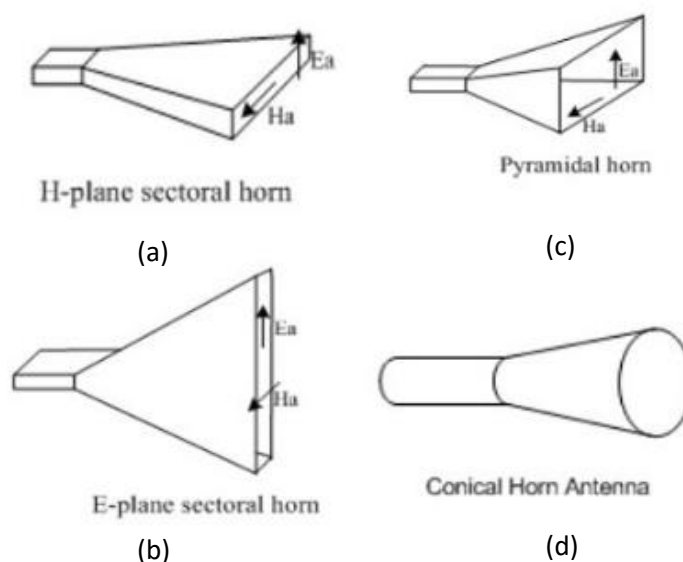 Ea
Ha
H-plane sectoral horn
(a)
Ea
Ha
Pyramidal horn
(c)
Ea
Ha
E-plane sectoral horn
(b)
Conical Horn Antenna
(d)